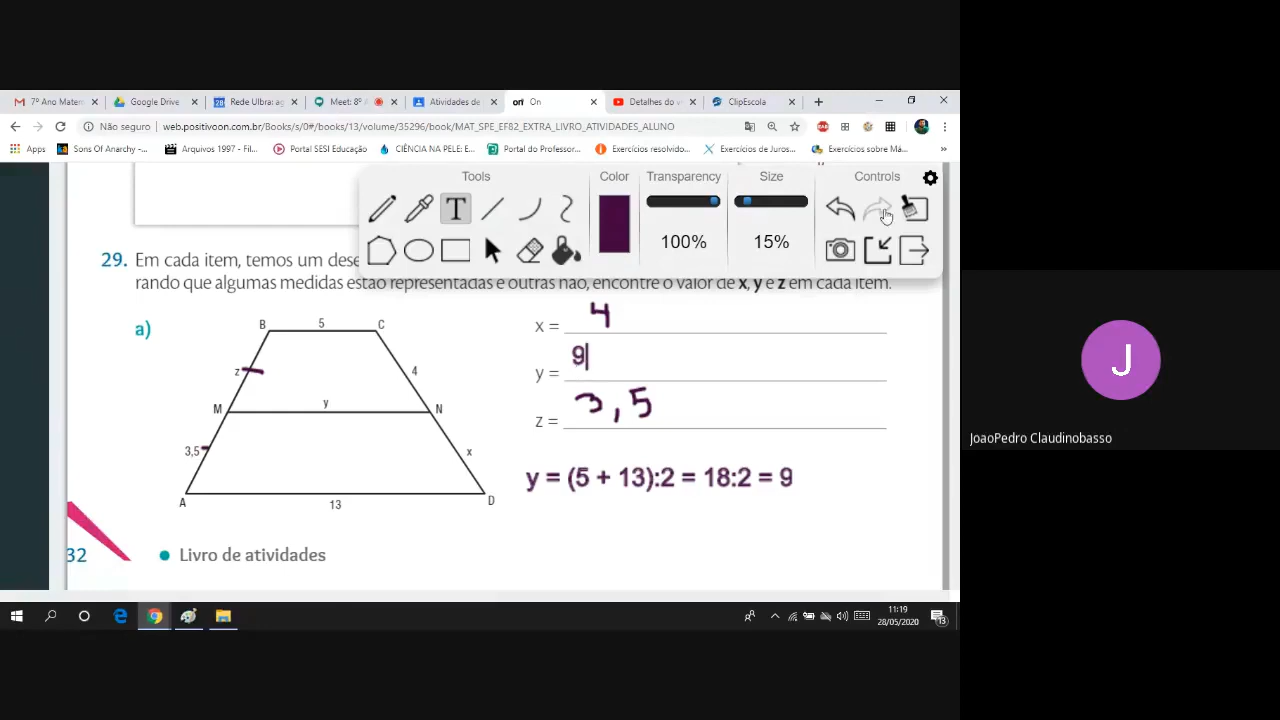 7º Ano Matem
Google Drive
28 Rede Ulbra: ag
Meet: 8º A
Atividades de
on On
Detalhes do v
ClipEscola
Não seguro
web.positivoon.com.br/Books/s/0#/books/13/volume/35296/book/MAT_SPE_EF82_EXTRA_LIVRO_ATIVIDADES_ALUNO
Apps
Sons Of Anarchy -...
Arquivos 1997 - Fil...
Portal SESI Educação
CIÊNCIA NA PELE: E...
Portal do Professor...
Exercícios resolvido...
Exercícios de Juros...
Exercícios sobre Má...
»
Tools
Color
Transparency
Size
Controls
T
100%
15%
29. Em cada item, temos um dese
rando que algumas medidas estão representadas e outras não, encontre o valor de x, y e z em cada item.
a)
B
5
C
z
4
M
y
N
3,5
x
A
13
D
x = 4
y = 9
z = 3,5
y = (5 + 13):2 = 18:2 = 9
32
• Livro de atividades
11:19
28/05/2020
13
J
JoaoPedro Claudinobasso